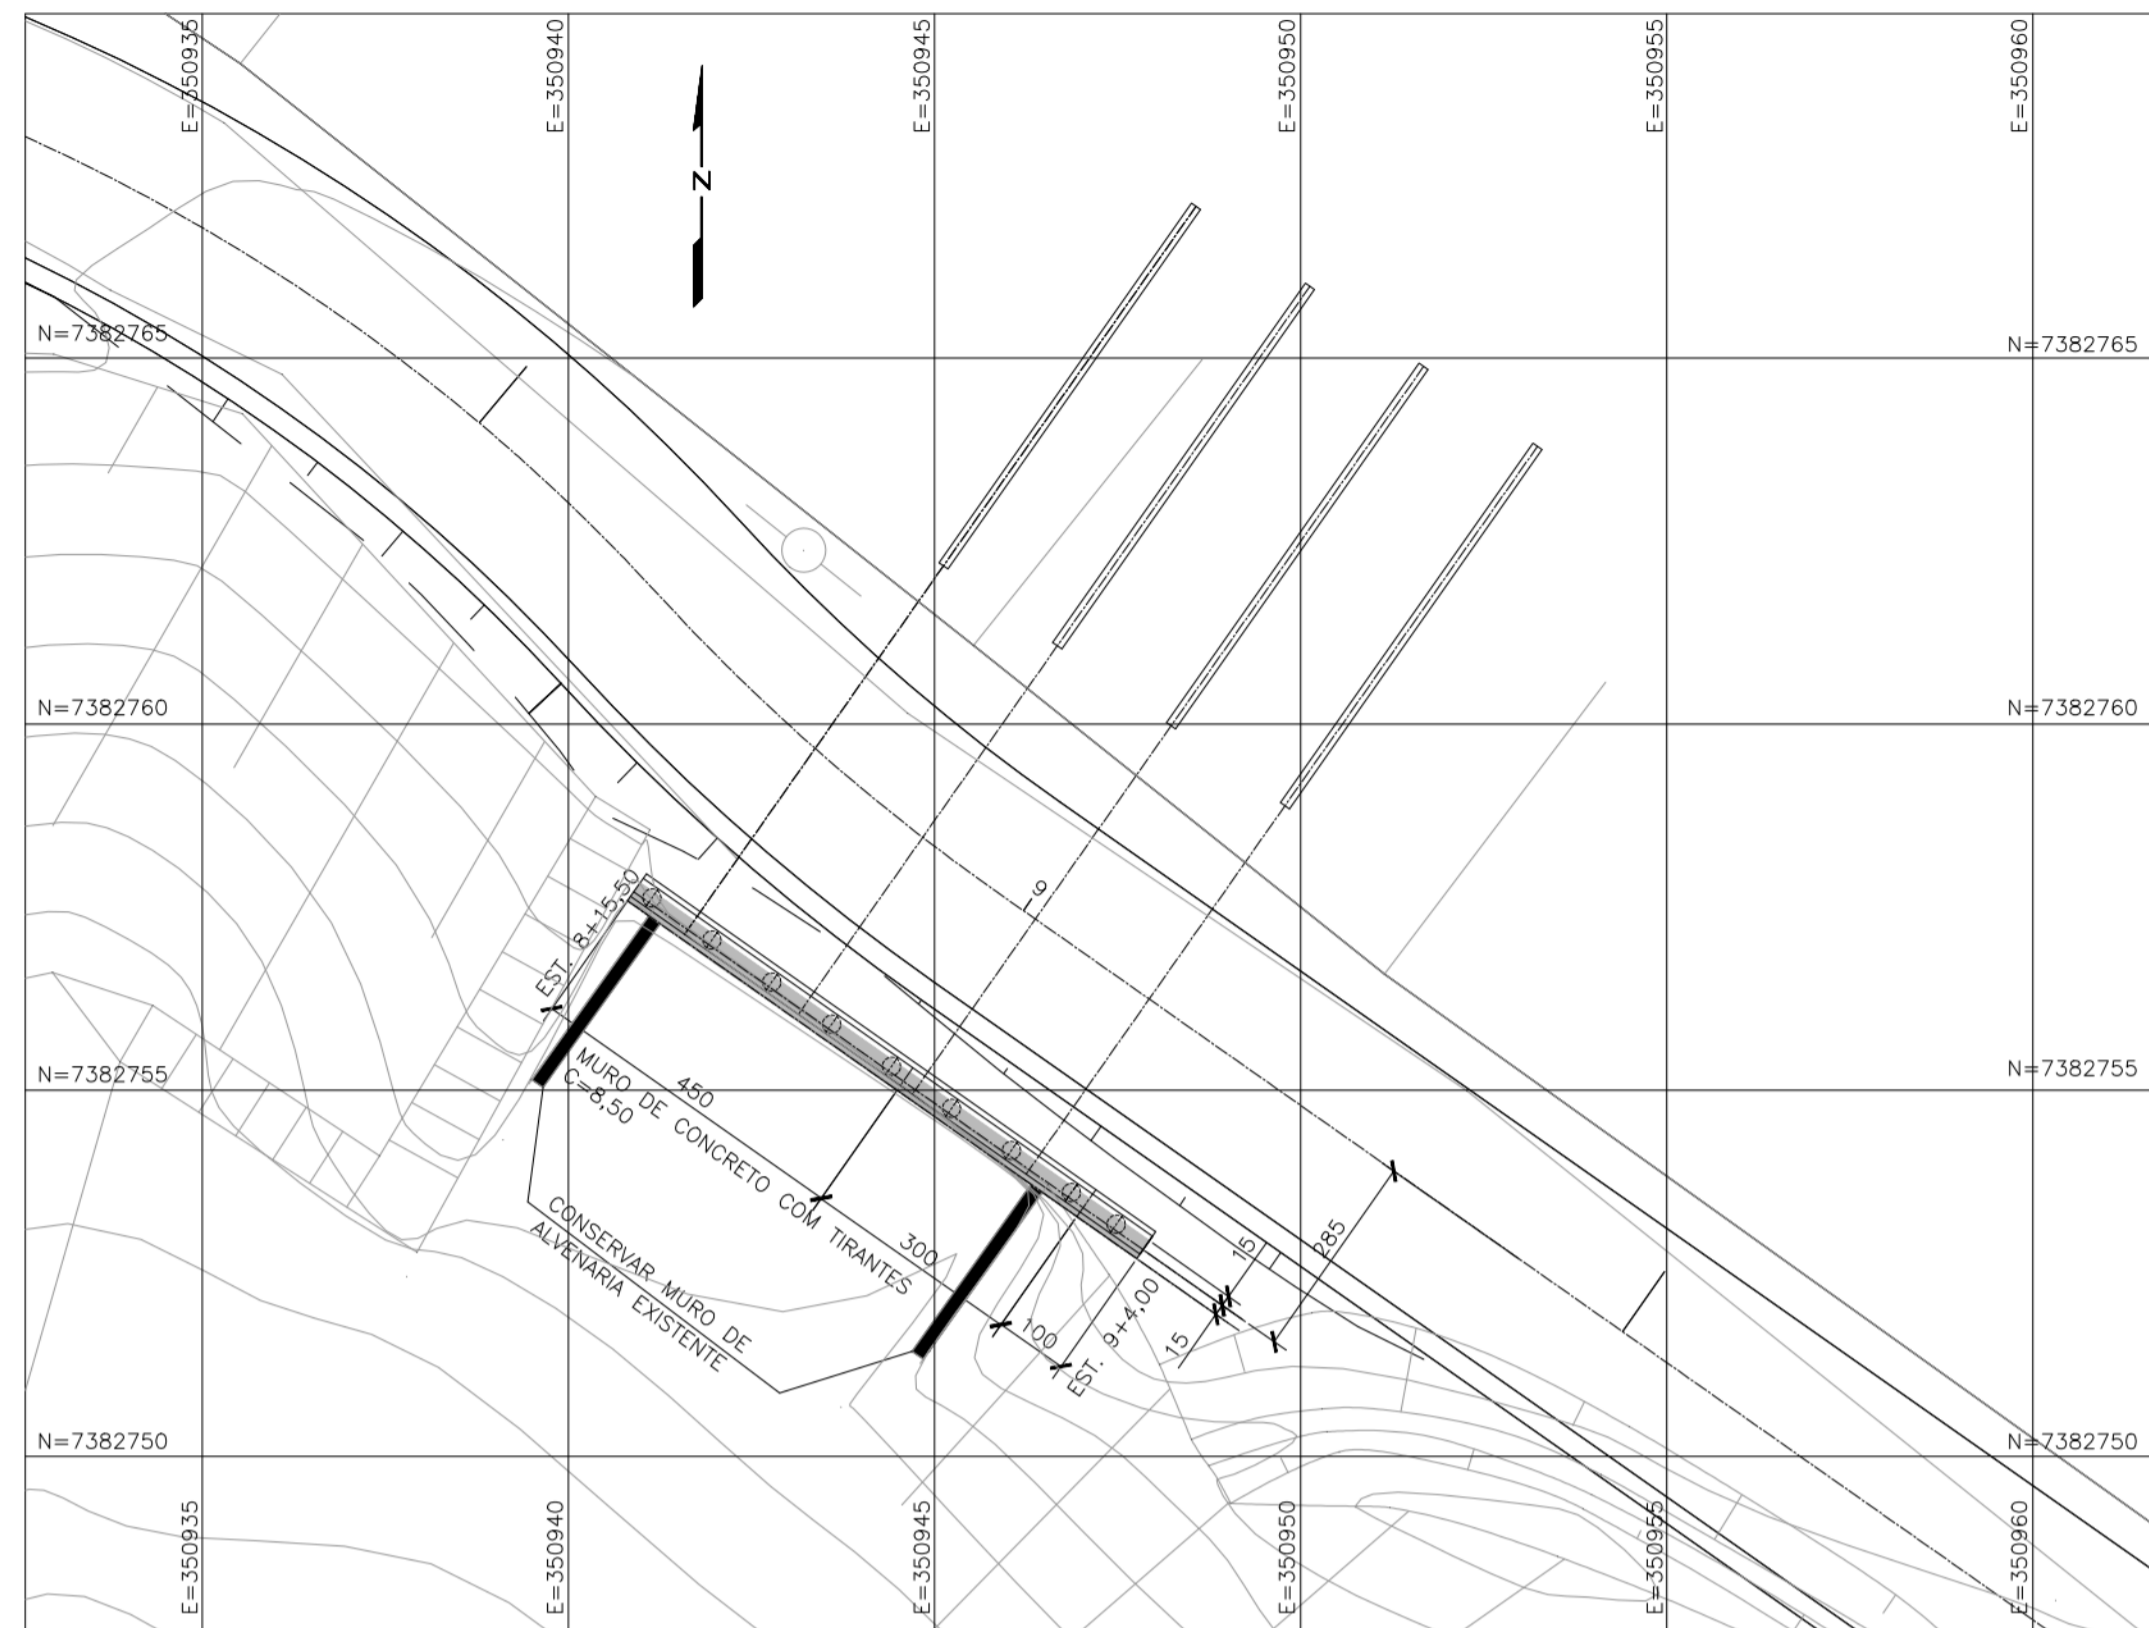 E=350935
E=350940
E=350945
E=350950
E=350955
E=350960
N
N=7382765
N=7382765
N=7382760
N=7382760
9
EST. 8+15,50
N=7382755
N=7382755
450
MURO DE CONCRETO COM TIRANTES
C=8,50
300
CONSERVAR MURO DE
ALVENARIA EXISTENTE
100
EST. 9+4,00
15
15
285
N=7382750
N=7382750
E=350935
E=350940
E=350945
E=350950
E=350955
E=350960